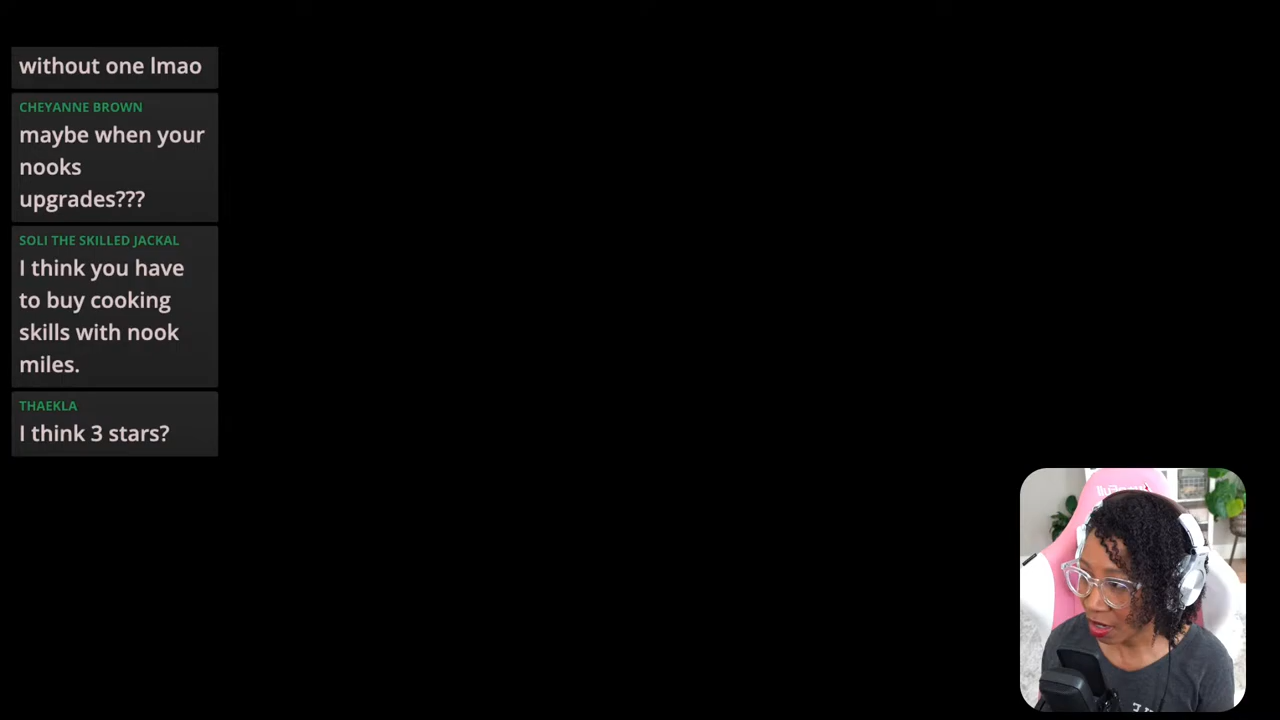 without one lmao
CHEYANNE BROWN
maybe when your
nooks
upgrades???
SOLI THE SKILLED JACKAL
I think you have
to buy cooking
skills with nook
miles.
THAEKLA
I think 3 stars?